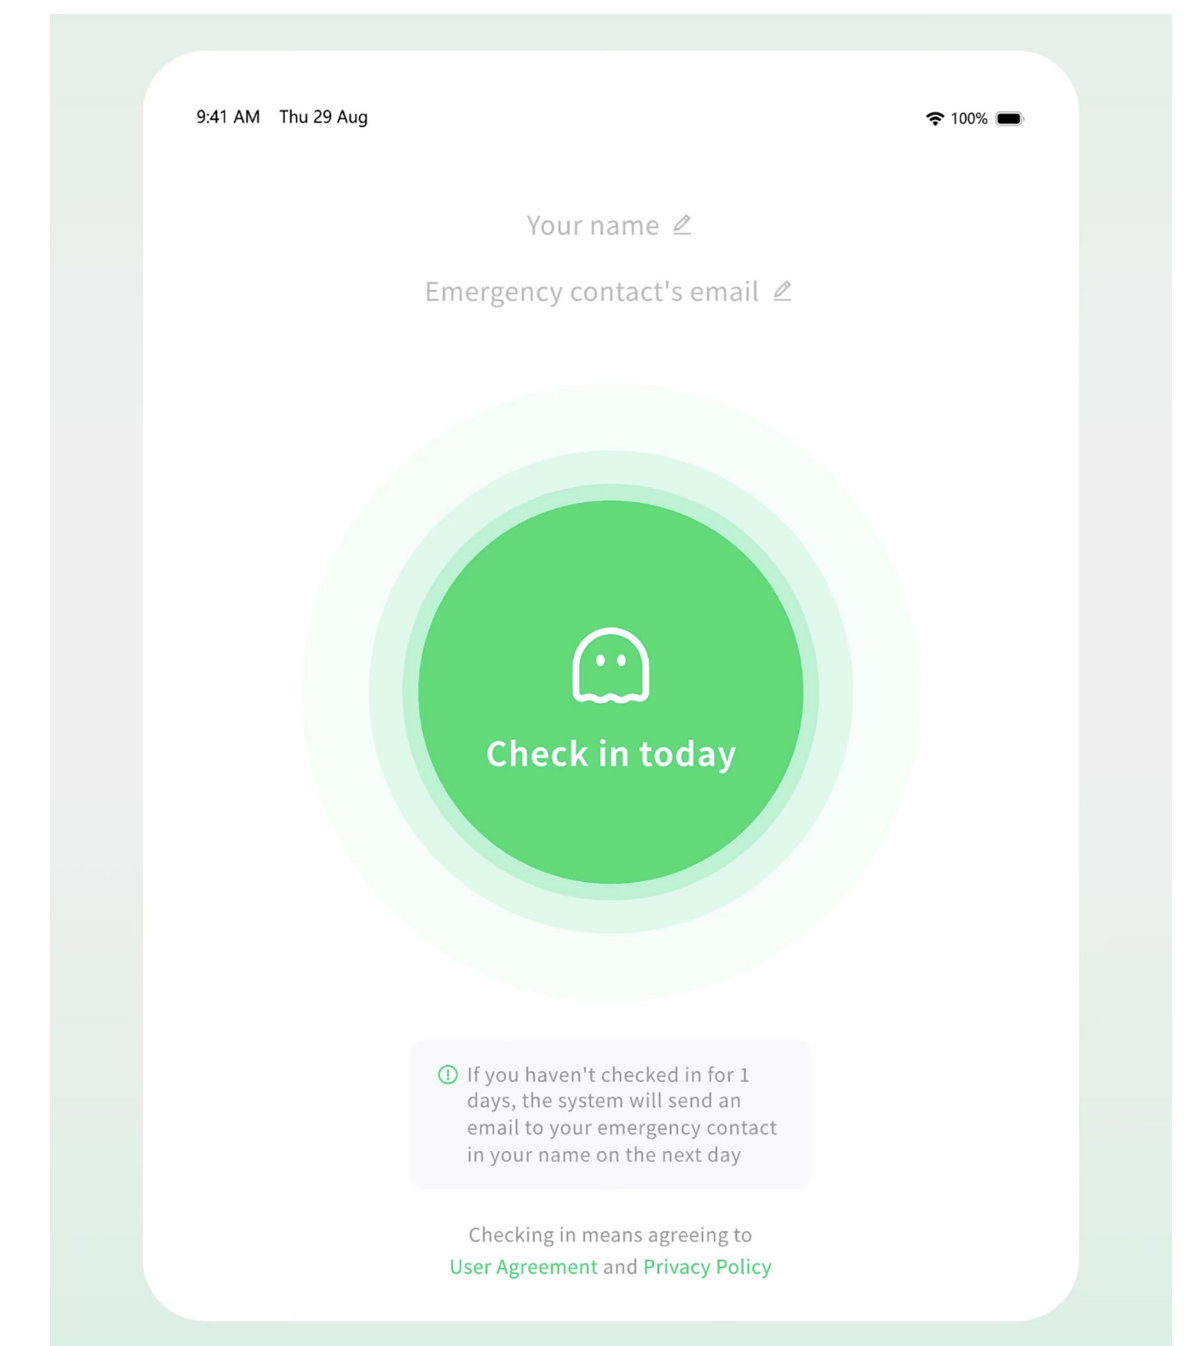 9:41 AM Thu 29 Aug
100%
Your name
Emergency contact's email
Check in today
If you haven't checked in for 1
days, the system will send an
email to your emergency contact
in your name on the next day
Checking in means agreeing to
User Agreement and Privacy Policy